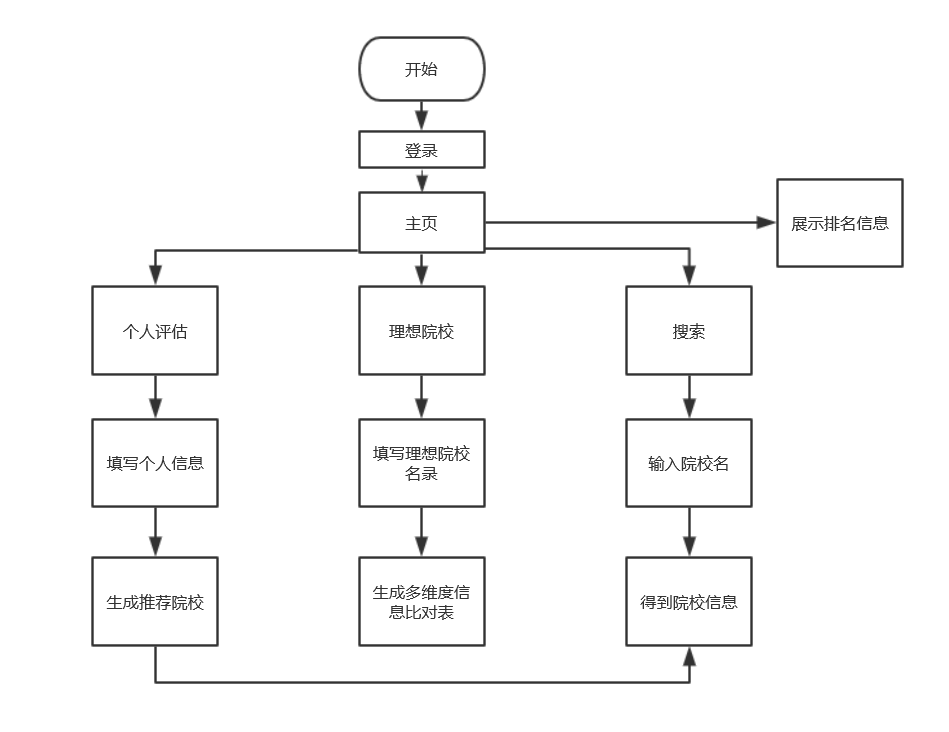 开始
登录
主页
展示排名信息
个人评估
理想院校
搜索
填写个人信息
填写理想院校
名录
输入院校名
生成推荐院校
生成多维度信
息比对表
得到院校信息